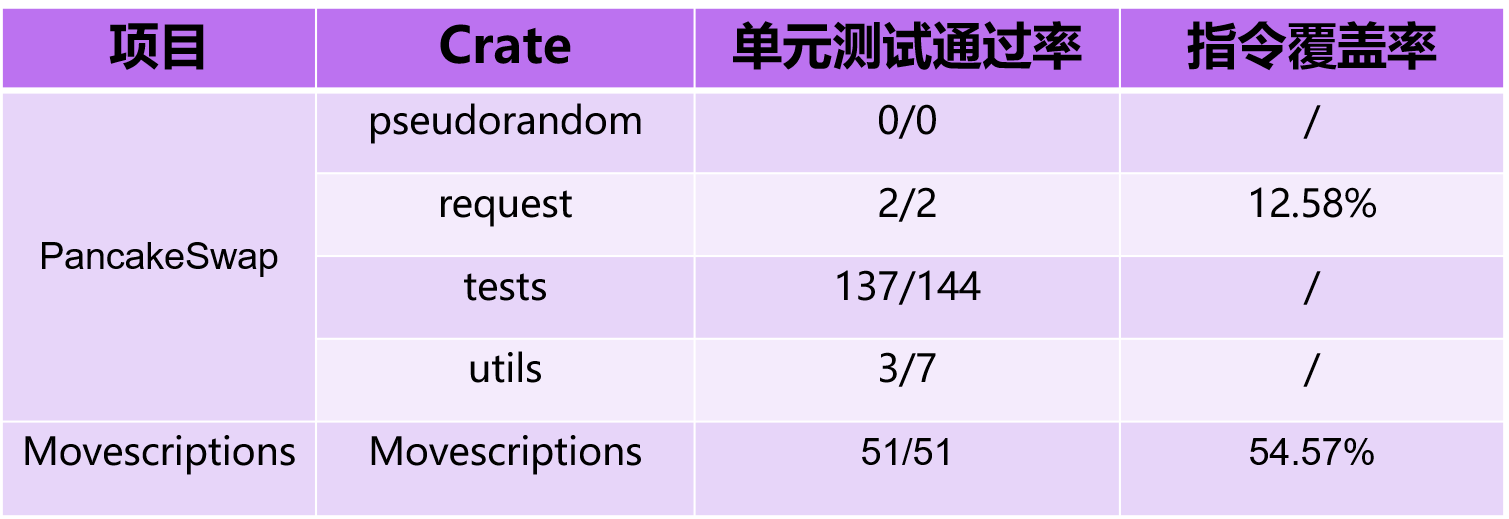 项目 Crate 单元测试通过率 指令覆盖率
pseudorandom 0/0 /
request 2/2 12.58%
PancakeSwap
tests 137/144 /
utils 3/7 /
Movescriptions Movescriptions 51/51 54.57%